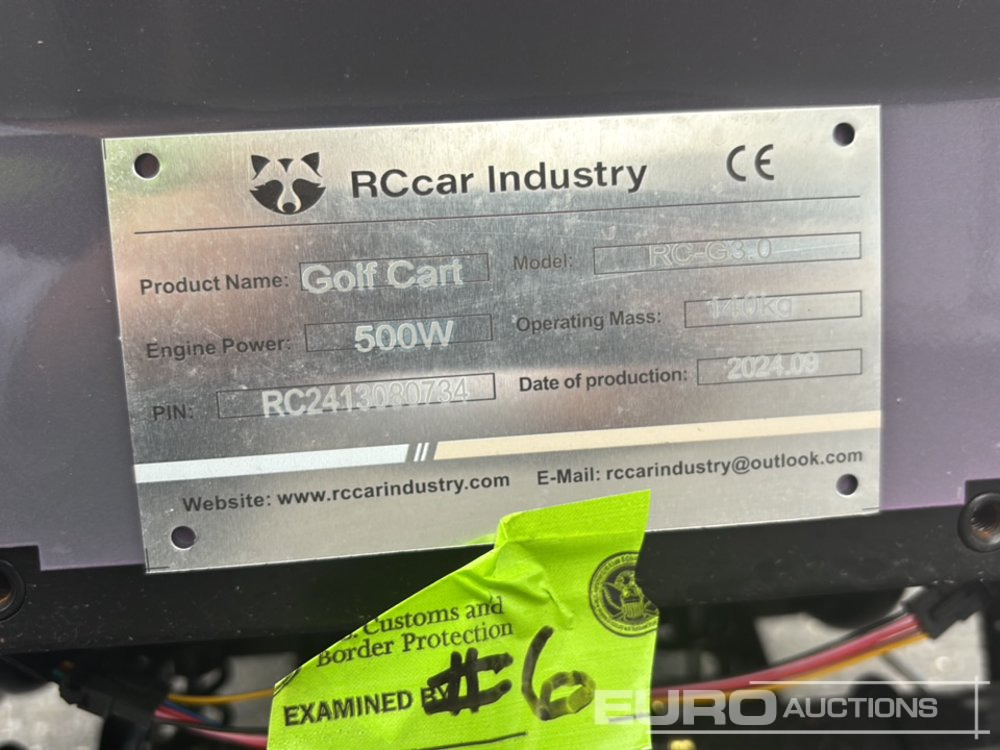 RCcar Industry CE
Product Name: Golf Cart Model: RC-G3.0
Engine Power: 500W Operating Mass: 140kg
PIN: RC2413080734 Date of production: 2024.09
Website: www.rccarindustry.com E-Mail: rccarindustry@outlook.com
Customs and
Border Protection
EXAMINED BY #6
EURO AUCTIONS